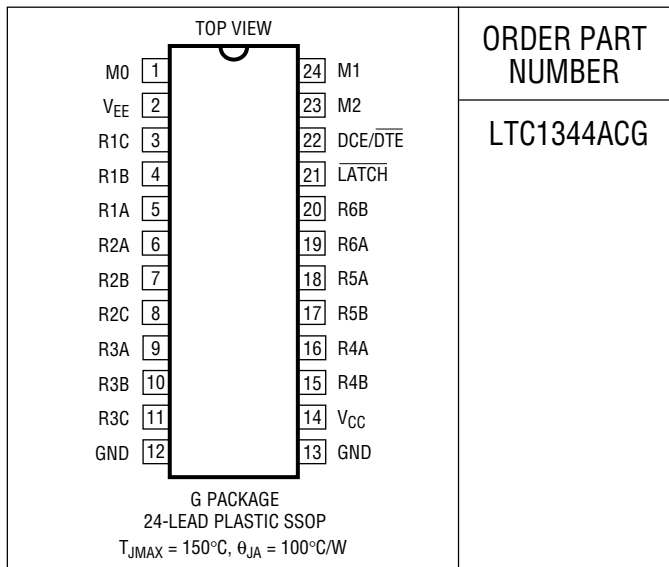 TOP VIEW
M0 1 24 M1
VEE 2 23 M2
R1C 3 22 DCE/D̅T̅E̅
R1B 4 21 L̅A̅T̅C̅H̅
R1A 5 20 R6B
R2A 6 19 R6A
R2B 7 18 R5A
R2C 8 17 R5B
R3A 9 16 R4A
R3B 10 15 R4B
R3C 11 14 VCC
GND 12 13 GND
G PACKAGE
24-LEAD PLASTIC SSOP
TJMAX = 150°C, θJA = 100°C/W
ORDER PART
NUMBER
LTC1344ACG